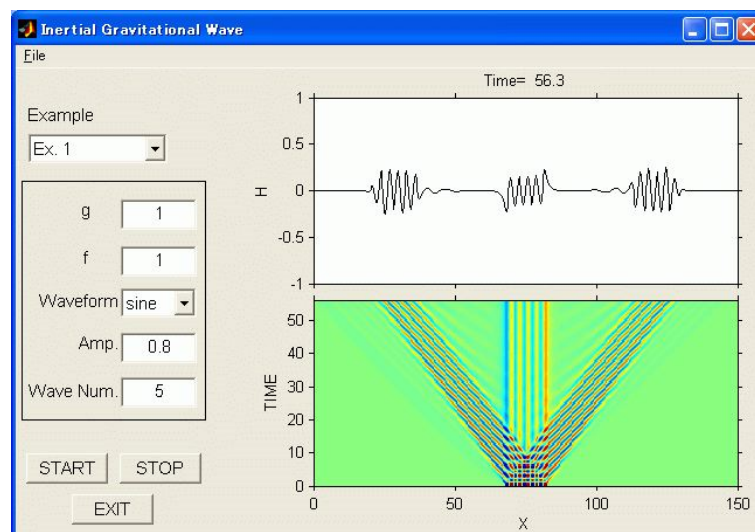 Inertial Gravitational Wave
File
Example
Ex. 1
g 1
f 1
Waveform sine
Amp. 0.8
Wave Num. 5
START STOP
EXIT
Time= 56.3
1
0.5
0
-0.5
-1
H
50
40
30
20
10
0
TIME
0 50 100 150
X